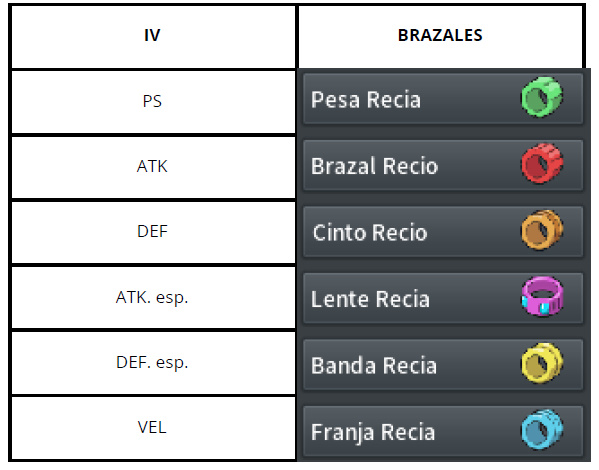 IV BRAZALES
PS Pesa Recia
ATK Brazal Recio
DEF Cinto Recio
ATK. esp. Lente Recia
DEF. esp. Banda Recia
VEL Franja Recia